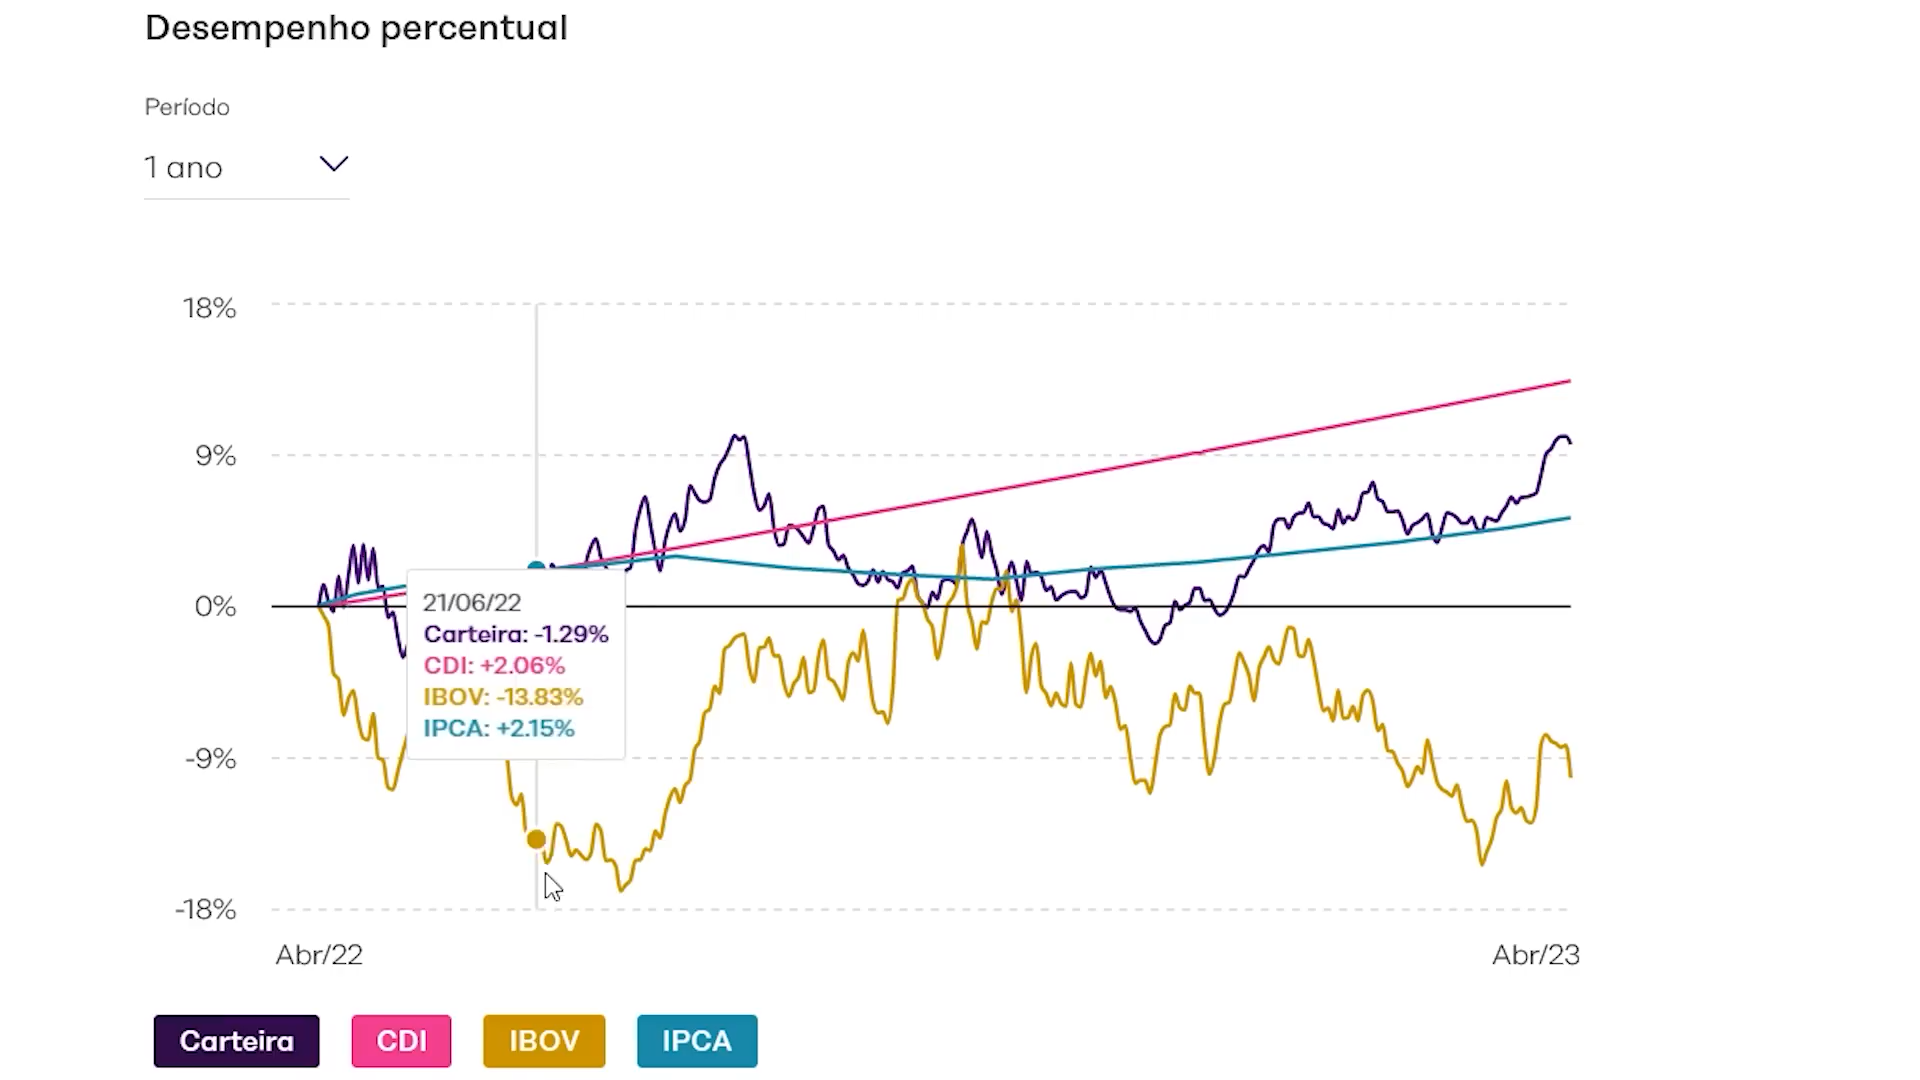 Desempenho percentual
Período
1 ano
18%
9%
0%
-9%
-18%
21/06/22
Carteira: -1.29%
CDI: +2.06%
IBOV: -13.83%
IPCA: +2.15%
Abr/22
Abr/23
Carteira
CDI
IBOV
IPCA